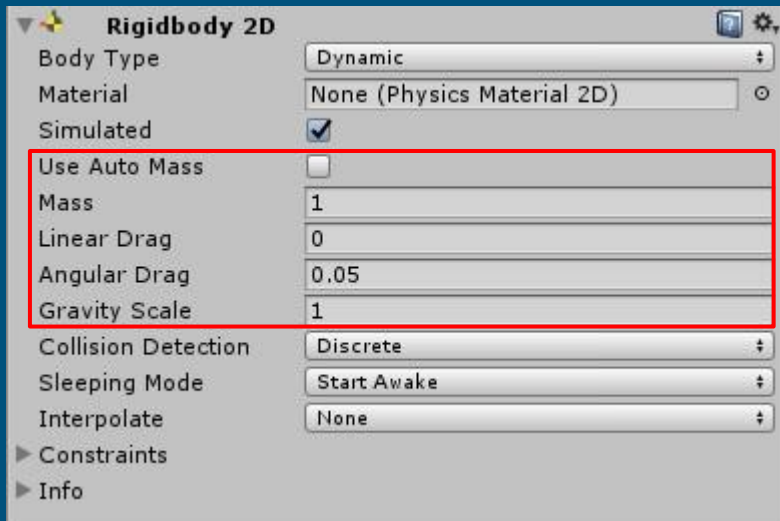 Rigidbody 2D
Body Type Dynamic
Material None (Physics Material 2D)
Simulated
Use Auto Mass
Mass 1
Linear Drag 0
Angular Drag 0.05
Gravity Scale 1
Collision Detection Discrete
Sleeping Mode Start Awake
Interpolate None
Constraints
Info